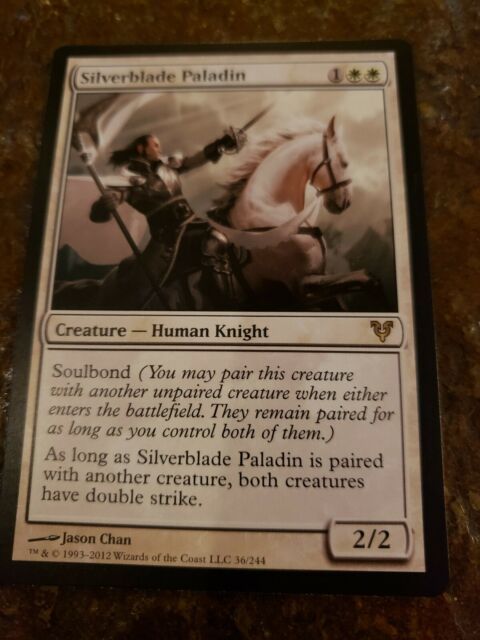 Silverblade Paladin 1
Creature — Human Knight
Soulbond (You may pair this creature
with another unpaired creature when either
enters the battlefield. They remain paired for
as long as you control both of them.)
As long as Silverblade Paladin is paired
with another creature, both creatures
have double strike.
Jason Chan
2/2
™ & © 1993–2012 Wizards of the Coast LLC 36/244